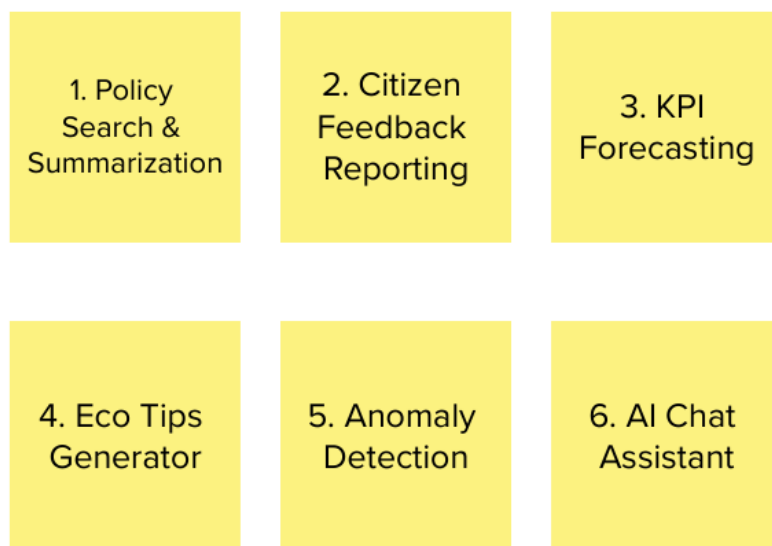 1. Policy
Search &
Summarization
2. Citizen
Feedback
Reporting
3. KPI
Forecasting
4. Eco Tips
Generator
5. Anomaly
Detection
6. AI Chat
Assistant